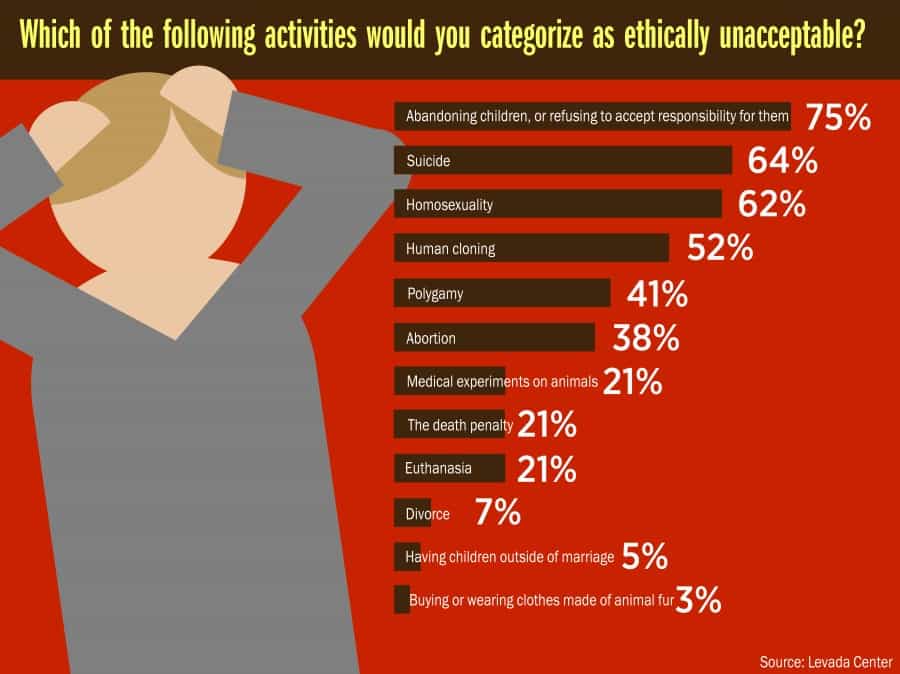 Which of the following activities would you categorize as ethically unacceptable?
Abandoning children, or refusing to accept responsibility for them 75%
Suicide 64%
Homosexuality 62%
Human cloning 52%
Polygamy 41%
Abortion 38%
Medical experiments on animals 21%
The death penalty 21%
Euthanasia 21%
Divorce 7%
Having children outside of marriage 5%
Buying or wearing clothes made of animal fur 3%
Source: Levada Center